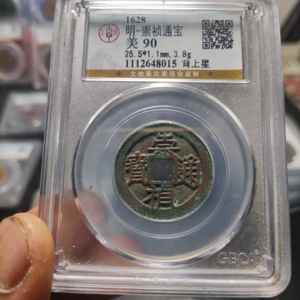 1628
明-崇祯通宝
美 90
25.5*1.1mm, 3.8g
1112648015 背上星
崇
寶 通
禎
GBCA